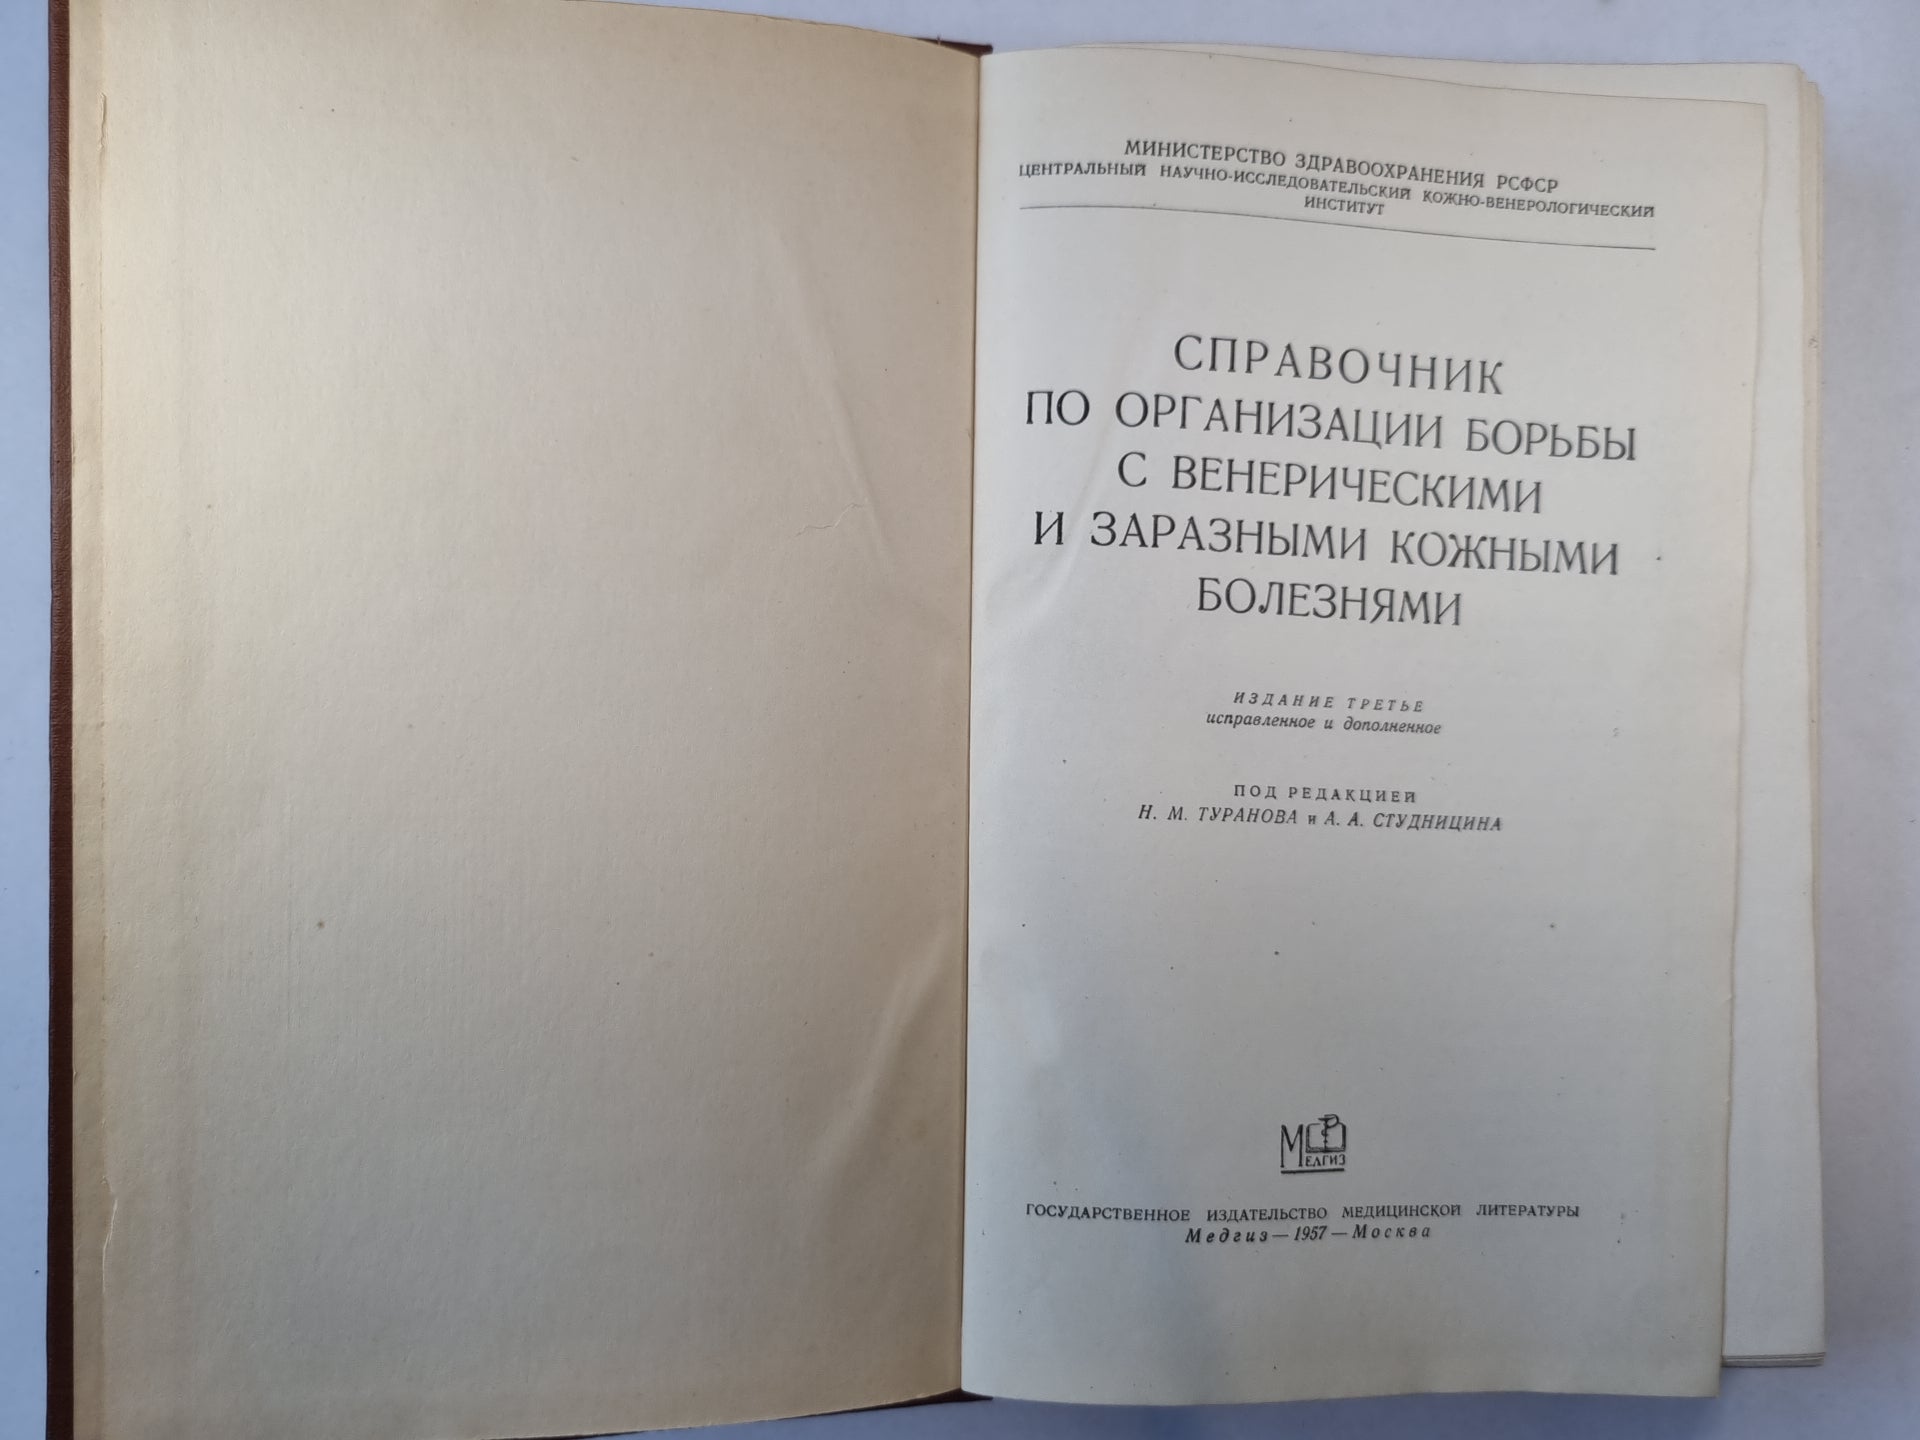 МИНИСТЕРСТВО ЗДРАВООХРАНЕНИЯ РСФСР
ЦЕНТРАЛЬНЫЙ НАУЧНО-ИССЛЕДОВАТЕЛЬСКИЙ КОЖНО-ВЕНЕРОЛОГИЧЕСКИЙ
ИНСТИТУТ
СПРАВОЧНИК
ПО ОРГАНИЗАЦИИ БОРЬБЫ
С ВЕНЕРИЧЕСКИМИ
И ЗАРАЗНЫМИ КОЖНЫМИ
БОЛЕЗНЯМИ
ИЗДАНИЕ ТРЕТЬЕ
исправленное и дополненное
ПОД РЕДАКЦИЕЙ
Н. М. ТУРАНОВА и А. А. СТУДНИЦИНА
МЕДГИЗ
ГОСУДАРСТВЕННОЕ ИЗДАТЕЛЬСТВО МЕДИЦИНСКОЙ ЛИТЕРАТУРЫ
Медгиз — 1957 — Москва